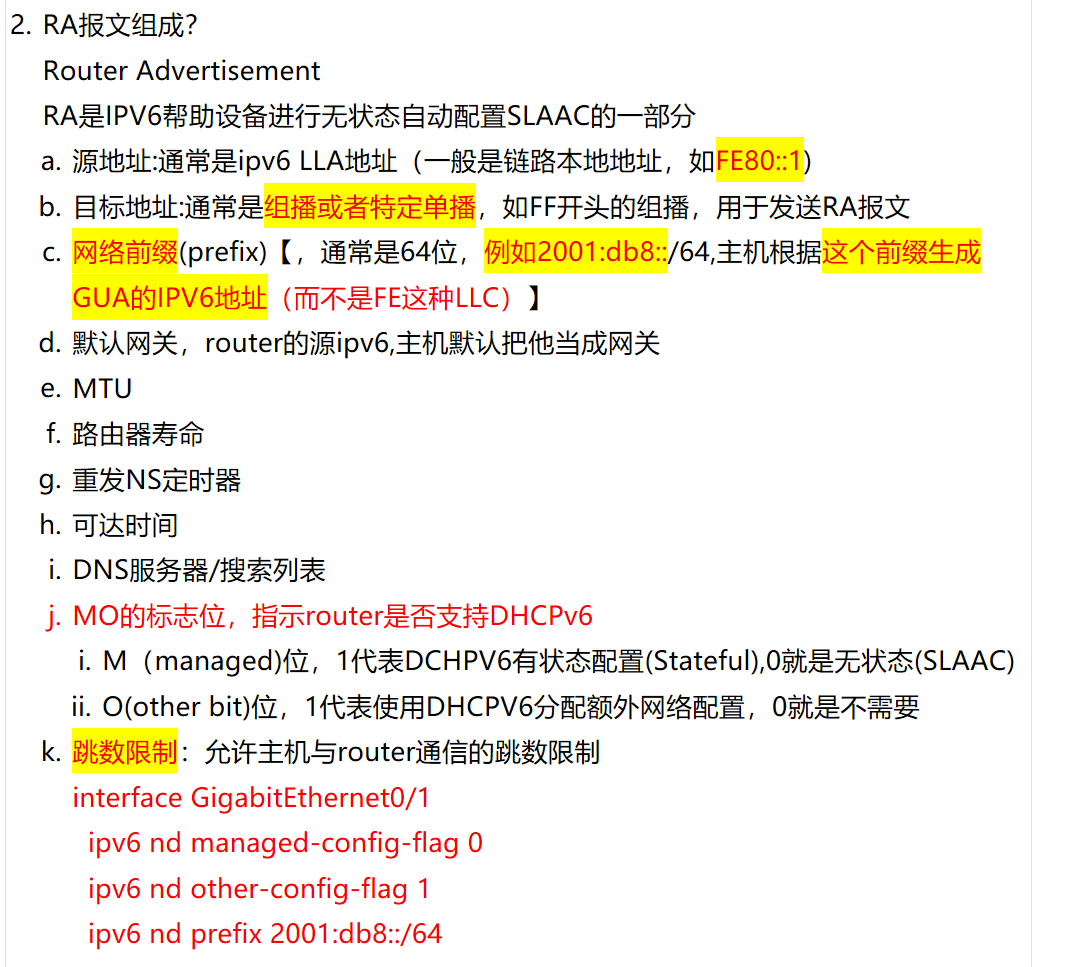 2. RA报文组成？
Router Advertisement
RA是IPV6帮助设备进行无状态自动配置SLAAC的一部分
a. 源地址:通常是ipv6 LLA地址（一般是链路本地地址，如FE80::1）
b. 目标地址:通常是组播或者特定单播，如FF开头的组播，用于发送RA报文
c. 网络前缀(prefix)【，通常是64位，例如2001:db8::/64,主机根据这个前缀生成
GUA的IPV6地址（而不是FE这种LLC）】
d. 默认网关，router的源ipv6,主机默认把他当成网关
e. MTU
f. 路由器寿命
g. 重发NS定时器
h. 可达时间
i. DNS服务器/搜索列表
j. MO的标志位，指示router是否支持DHCPv6
i. M（managed)位，1代表DCHPV6有状态配置(Stateful),0就是无状态(SLAAC)
ii. O(other bit)位，1代表使用DHCPV6分配额外网络配置，0就是不需要
k. 跳数限制：允许主机与router通信的跳数限制
interface GigabitEthernet0/1
ipv6 nd managed-config-flag 0
ipv6 nd other-config-flag 1
ipv6 nd prefix 2001:db8::/64